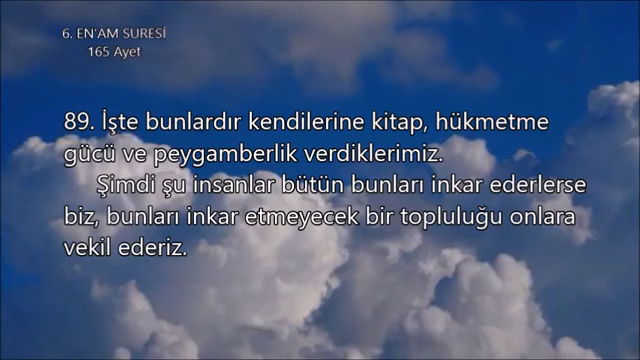 6. EN'AM SURESİ
165 Ayet
89. İşte bunlardır kendilerine kitap, hükmetme
gücü ve peygamberlik verdiklerimiz.
Şimdi şu insanlar bütün bunları inkar ederlerse
biz, bunları inkar etmeyecek bir topluluğu onlara
vekil ederiz.